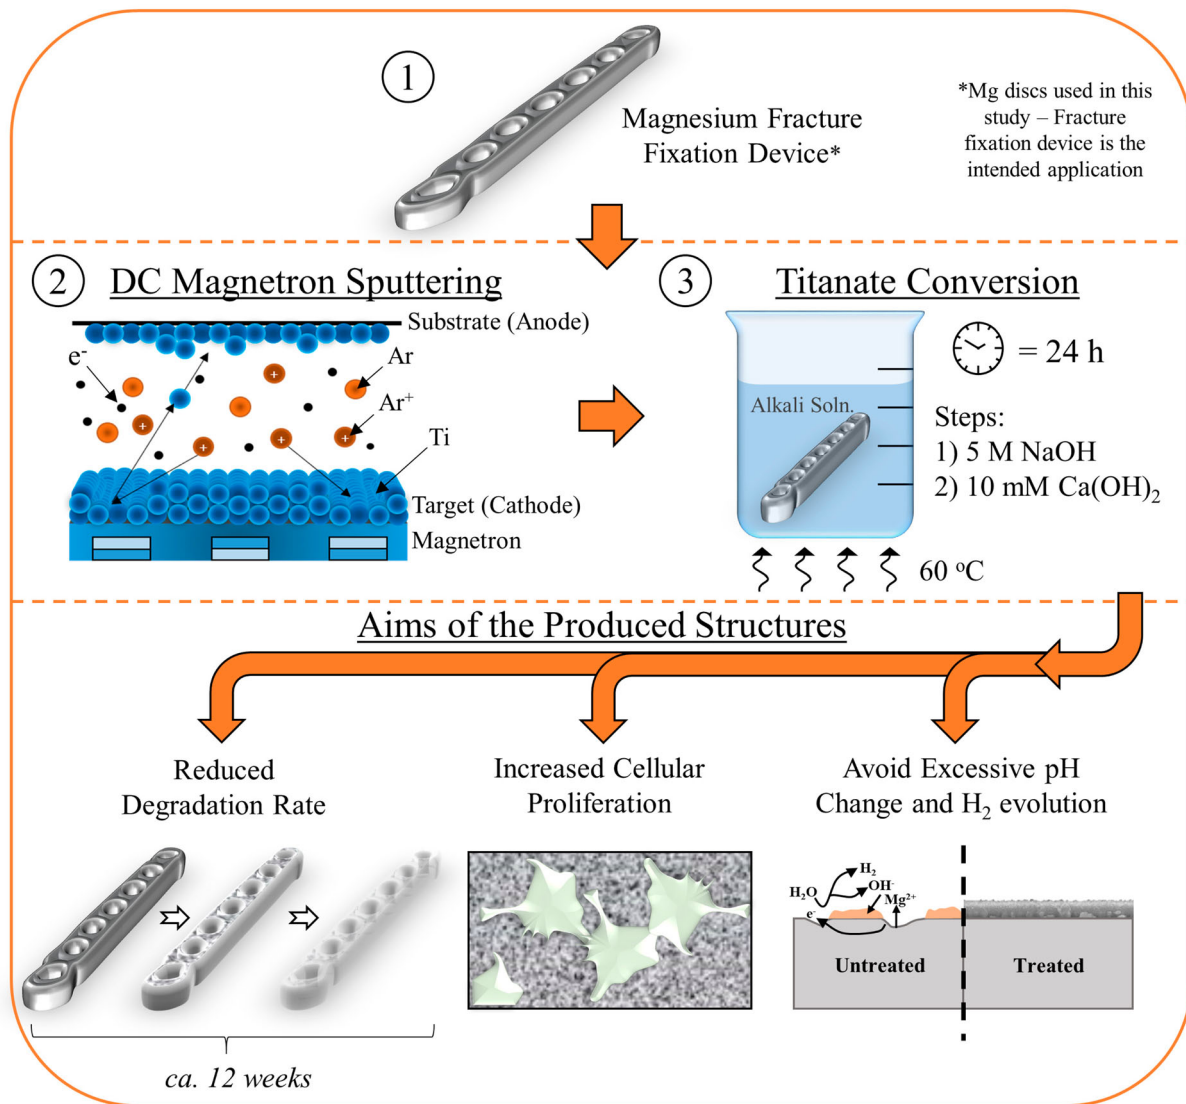 1
Magnesium Fracture
Fixation Device*
*Mg discs used in this
study – Fracture
fixation device is the
intended application
2
DC Magnetron Sputtering
Substrate (Anode)
e⁻
Ar
+
Ar⁺
+
+
+
+
Ti
Target (Cathode)
Magnetron
3
Titanate Conversion
= 24 h
Alkali Soln.
Steps:
1) 5 M NaOH
2) 10 mM Ca(OH)₂
60 °C
Aims of the Produced Structures
Reduced
Degradation Rate
ca. 12 weeks
Increased Cellular
Proliferation
Avoid Excessive pH
Change and H₂ evolution
H₂
H₂O
OH⁻
Mg²⁺
e⁻
Untreated
Treated